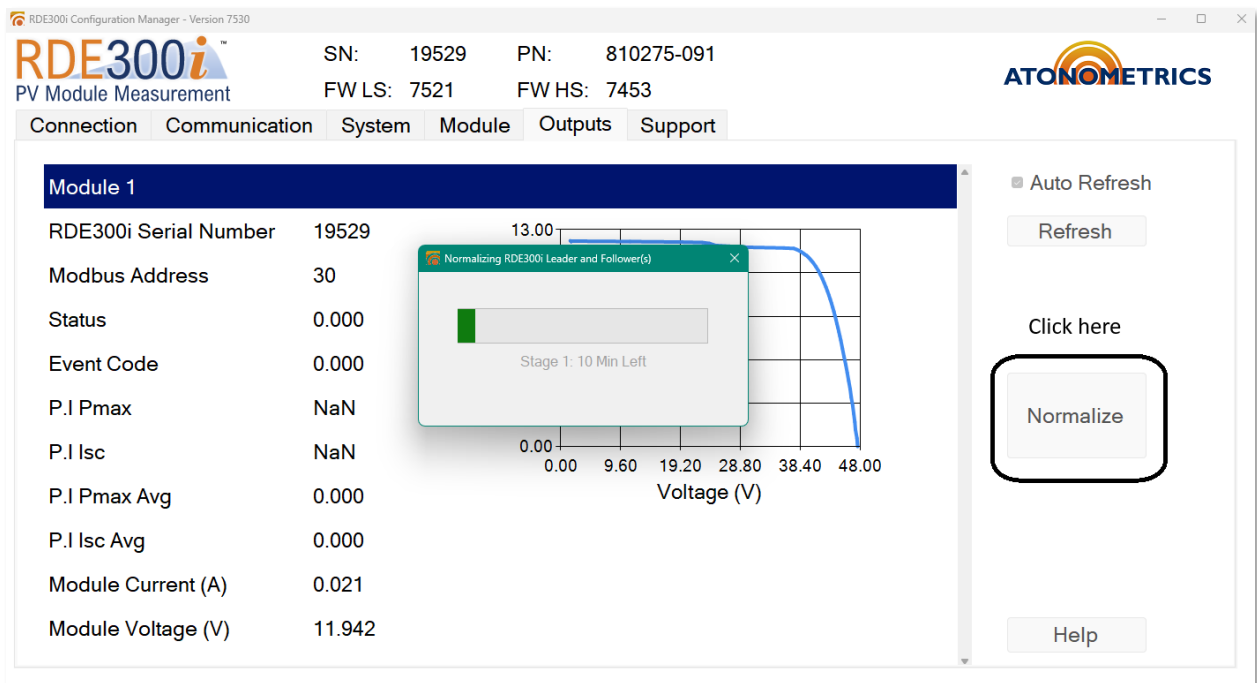 RDE300i Configuration Manager - Version 7530
RDE300i™
PV Module Measurement
SN: 19529 PN: 810275-091
FW LS: 7521 FW HS: 7453
ATONOMETRICS
Connection Communication System Module Outputs Support
Module 1
RDE300i Serial Number 19529
Modbus Address 30
Status 0.000
Event Code 0.000
P.I Pmax NaN
P.I Isc NaN
P.I Pmax Avg 0.000
P.I Isc Avg 0.000
Module Current (A) 0.021
Module Voltage (V) 11.942
13.00
Normalizing RDE300i Leader and Follower(s)
Stage 1: 10 Min Left
0.00
0.00 9.60 19.20 28.80 38.40 48.00
Voltage (V)
Auto Refresh
Refresh
Click here
Normalize
Help